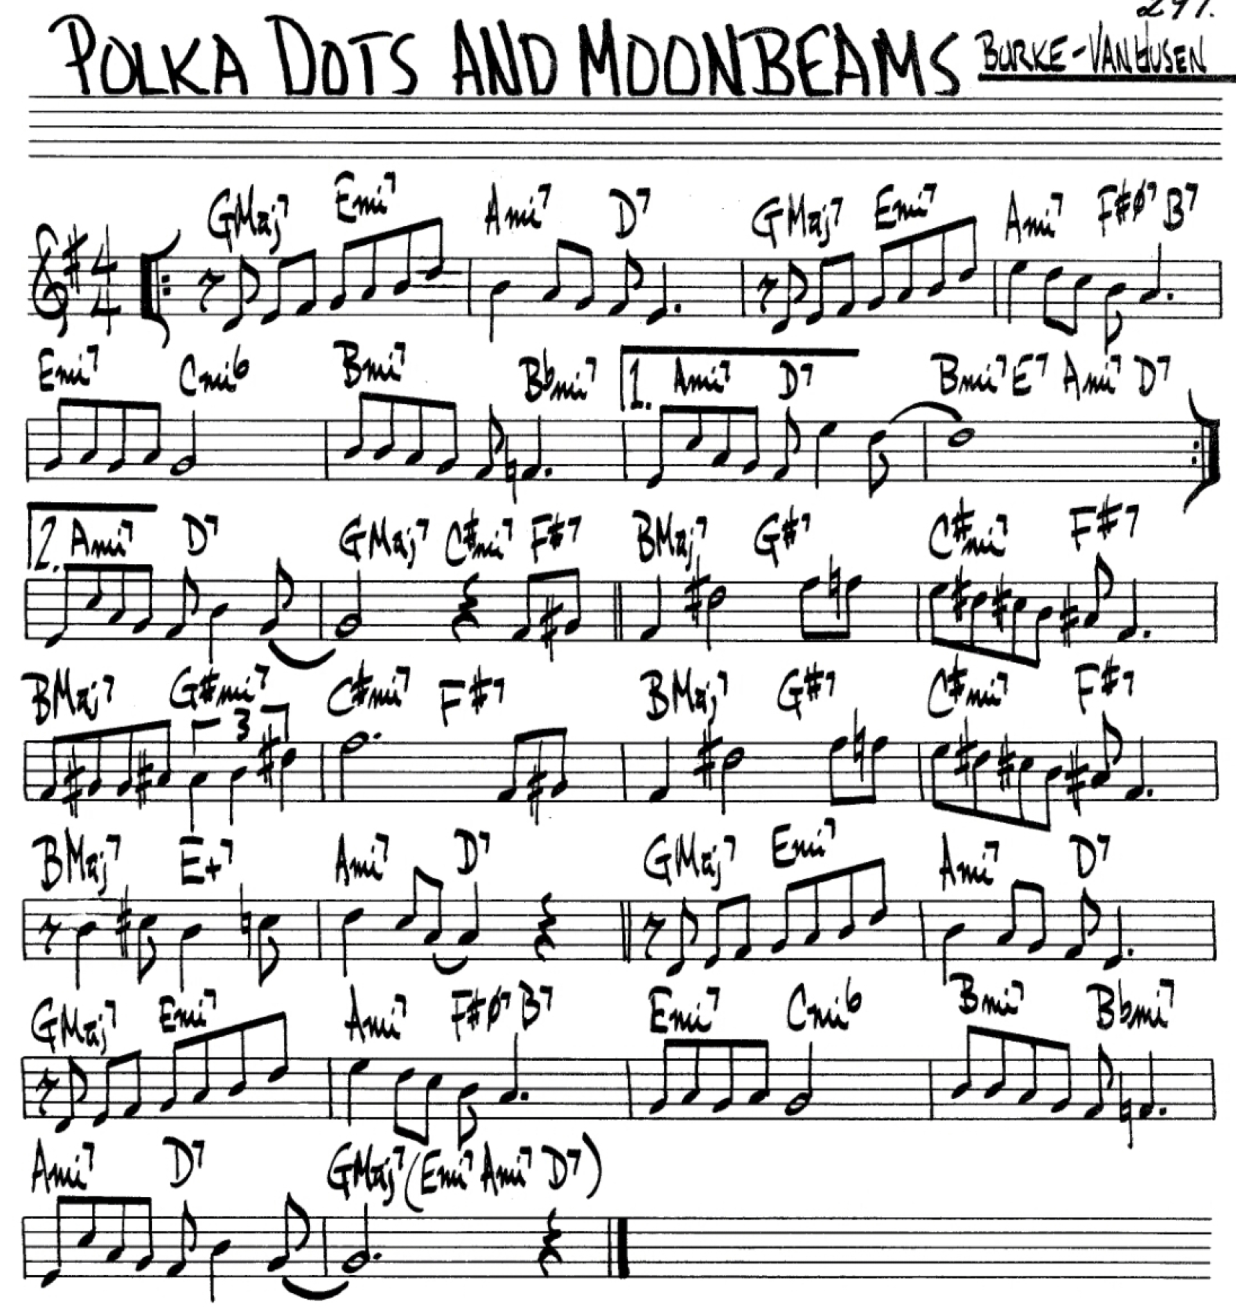 297.
POLKA DOTS AND MOONBEAMS BURKE-VANHUSEN
GMaj7 Emi7 Ami7 D7 GMaj7 Emi7 Ami7 F#ø7 B7
4
4
Emi7 Cmi6 Bmi7 Bbmi7 1. Ami7 D7 Bmi7 E7 Ami7 D7
2. Ami7 D7 GMaj7 C#mi7 F#7 BMaj7 G#7 C#mi7 F#7
BMaj7 G#mi7 C#mi7 F#7 BMaj7 G#7 C#mi7 F#7
3
BMaj7 E+7 Ami7 D7 GMaj7 Emi7 Ami7 D7
GMaj7 Emi7 Ami7 F#ø7 B7 Emi7 Cmi6 Bmi7 Bbmi7
Ami7 D7 GMaj7 (Emi7 Ami7 D7)